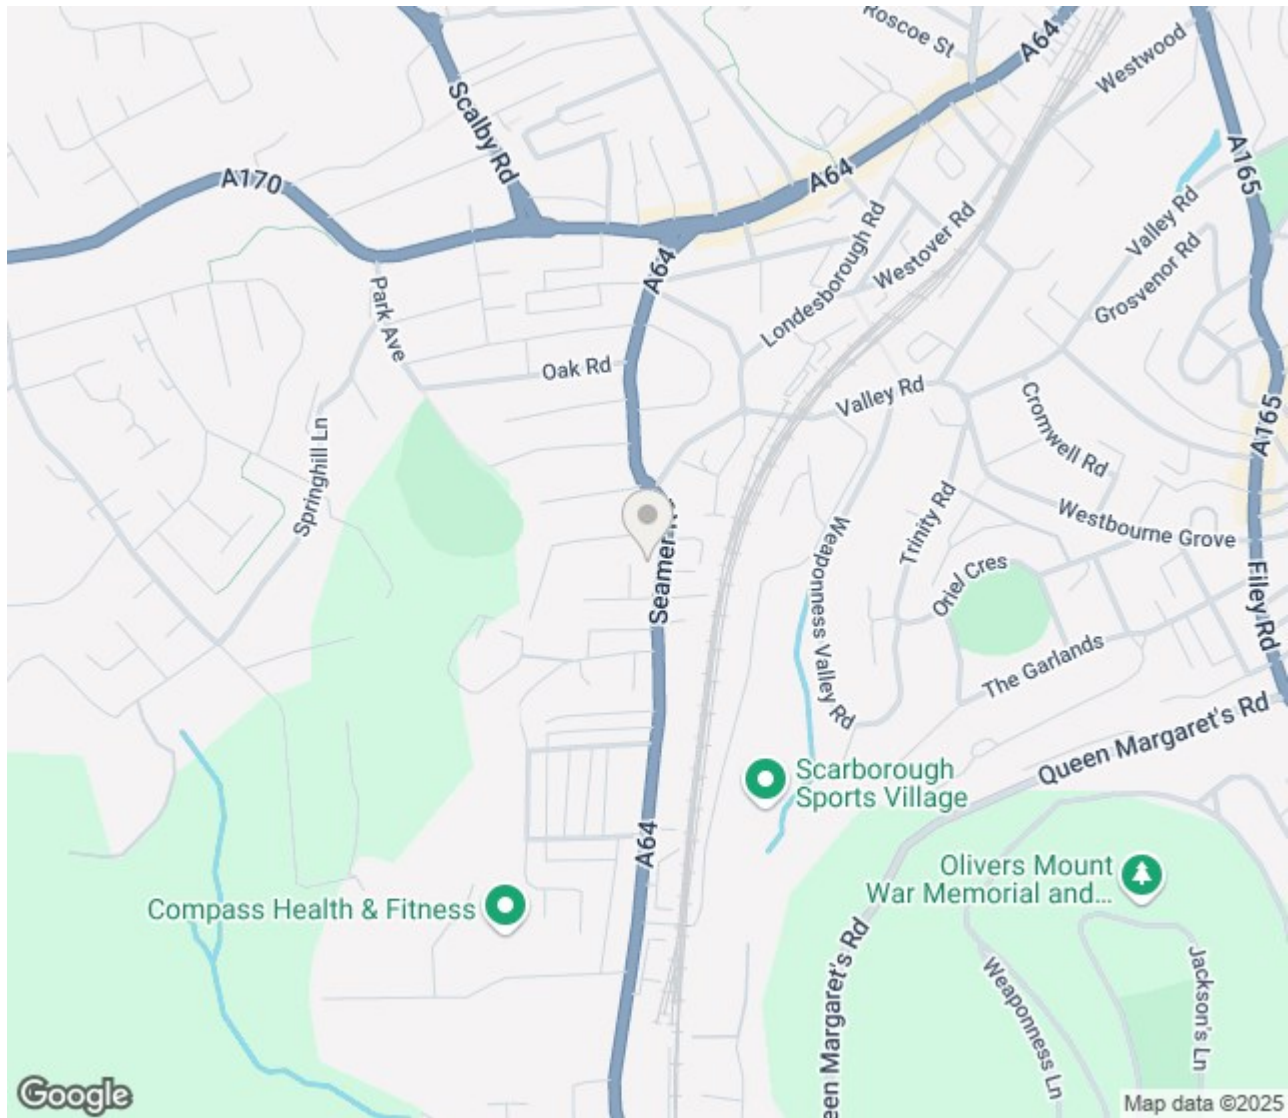 Roscoe St
A64
Westwood
Scalby Rd
A170
A64
A165
Valley Rd
Londesborough Rd
Westover Rd
Grosvenor Rd
A64
Park Ave
Oak Rd
Valley Rd
Cromwell Rd
A165
Springhill Ln
Trinity Rd
Westbourne Grove
Weaponness Valley Rd
Seamer
Oriel Cres
Filey Rd
The Garlands
Queen Margaret's Rd
Scarborough
Sports Village
A64
Olivers Mount
War Memorial and...
Compass Health & Fitness
een Margaret's Rd
Weaponness Ln
Jackson's Ln
Google
Map data ©2025